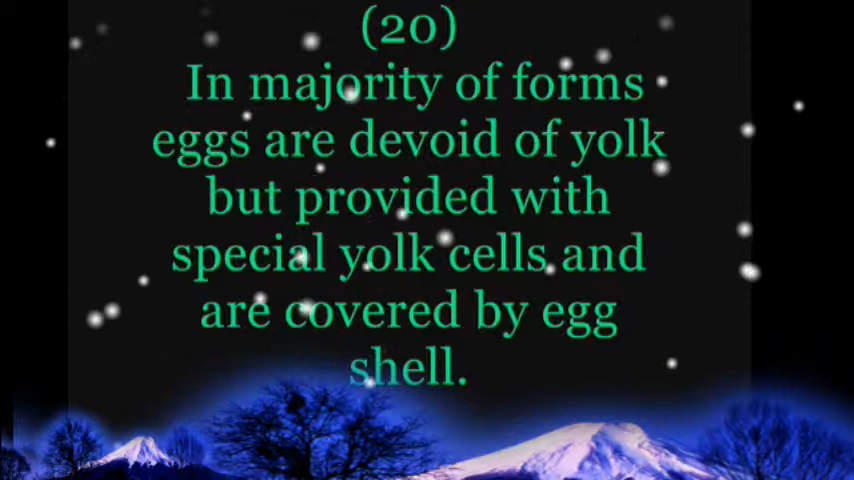 (20)
In majority of forms
eggs are devoid of yolk
but provided with
special yolk cells and
are covered by egg
shell.